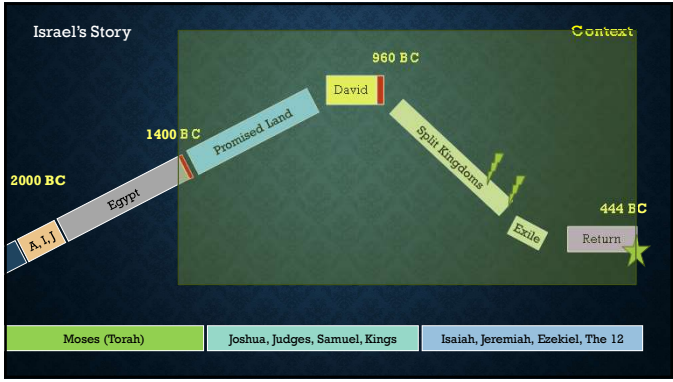 Israel's Story
Context
960 BC
David
1400 BC
Promised Land
Split Kingdoms
2000 BC
Egypt
A, I, J
Exile
444 BC
Return
Moses (Torah)
Joshua, Judges, Samuel, Kings
Isaiah, Jeremiah, Ezekiel, The 12